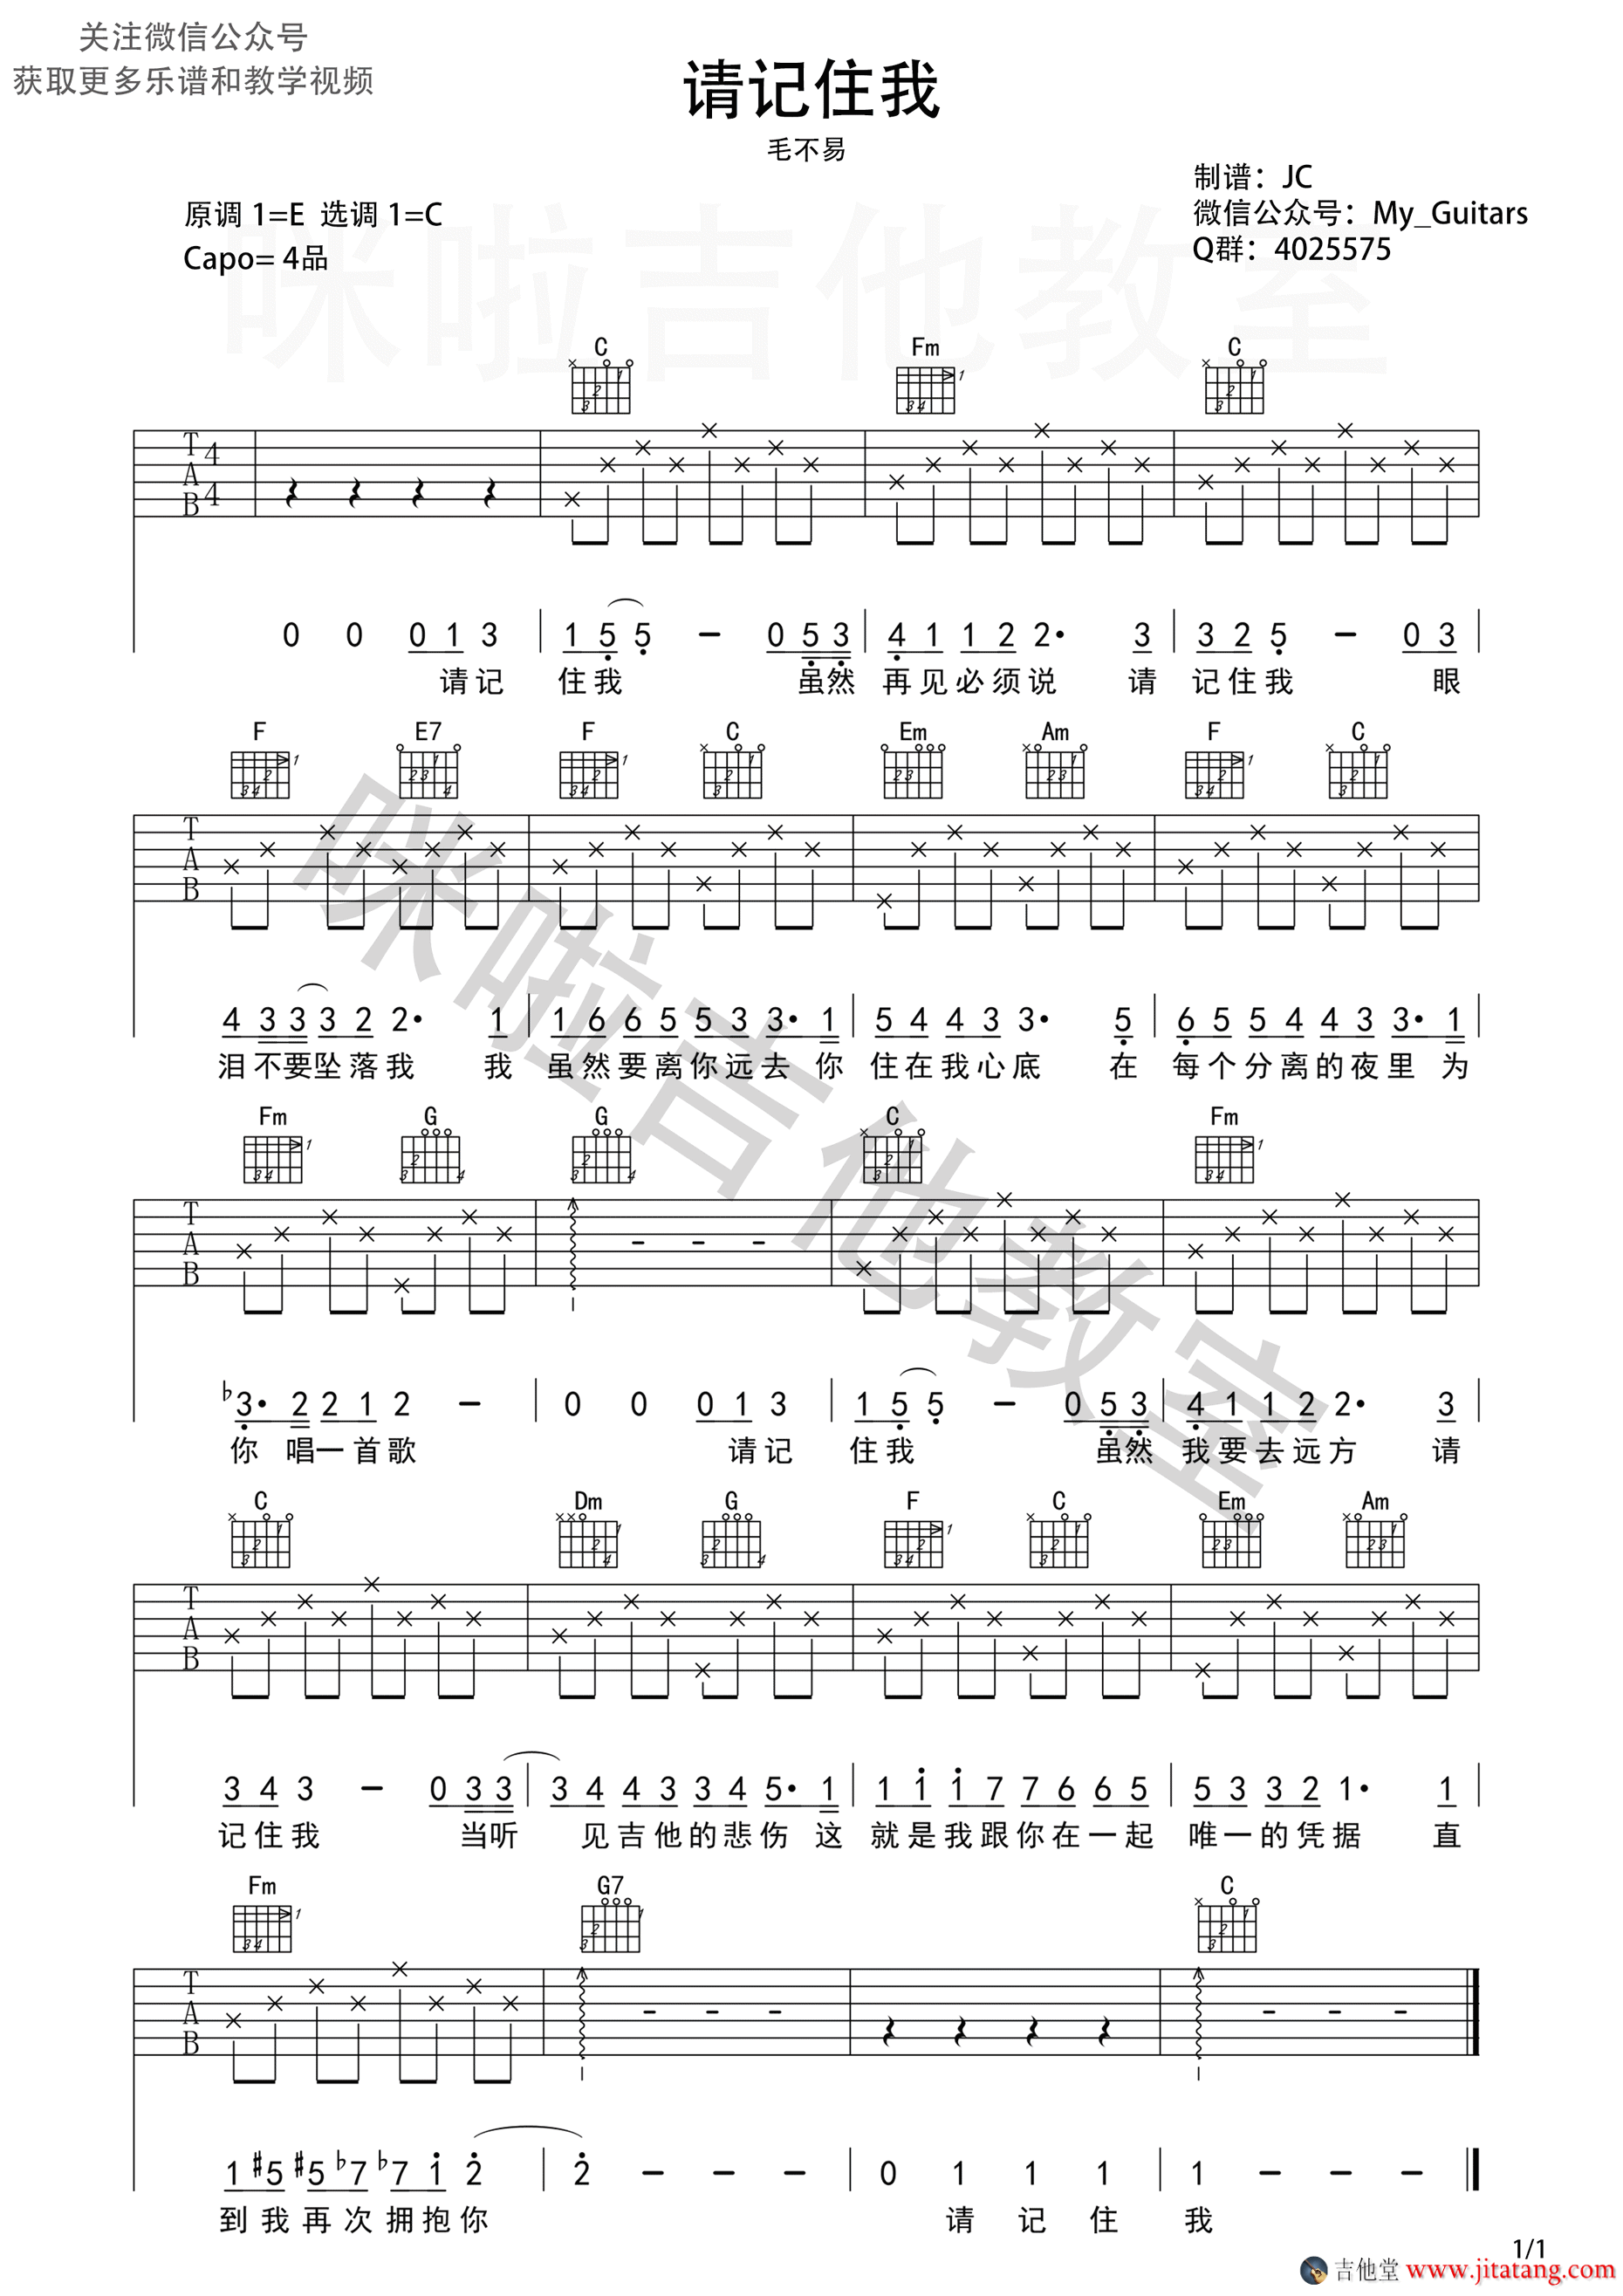 关注微信公众号
获取更多乐谱和教学视频
请记住我
毛不易
原调 1=E 选调 1=C
Capo= 4品
制谱：JC
微信公众号：My_Guitars
Q群：4025575
咪啦吉他教室
C Fm C
T A B 4 4
0 0 0 1 3 | 1 5 5 － 0 5 3 | 4 1 1 2 2· 3 | 3 2 5 － 0 3 |
请记 住我 虽然 再见必须说 请 记住我 眼
F E7 F C Em Am F C
T A B
4 3 3 3 2 2· 1 | 1 6 6 5 5 3 3· 1 | 5 4 4 3 3· 5 | 6 5 5 4 4 3 3· 1 |
泪不要坠落我 我 虽然要离你远去你 住在我心底 在 每个分离的夜里 为
咪啦吉他教室
Fm G G C Fm
T A B
♭3· 2 2 1 2 － | 0 0 0 1 3 | 1 5 5 － 0 5 3 | 4 1 1 2 2· 3 |
你 唱一首歌 请记 住我 虽然 我要去远方 请
C Dm G F C Em Am
T A B
3 4 3 － 0 3 3 | 3 4 4 3 3 4 5· 1 | 1 1 1 7 7 6 6 5 | 5 3 3 2 1· 1 |
记住我 当听 见吉他的悲伤 这 就是我跟你在一起 唯一的凭据 直
Fm G7 C
T A B
1 #5 #5 ♭7 ♭7 1 2 | 2 － － － | 0 1 1 1 | 1 － － －
到我再次拥抱你 请 记 住 我
1/1
吉他堂 www.jitatang.com